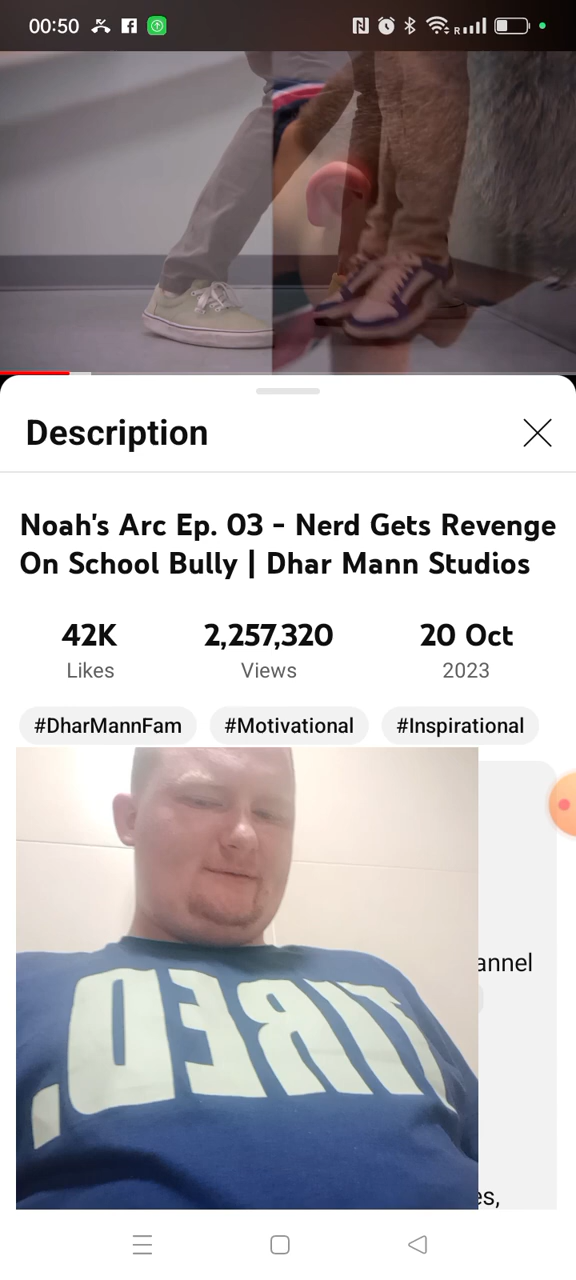 00:50
R
Description
Noah's Arc Ep. 03 - Nerd Gets Revenge
On School Bully | Dhar Mann Studios
42K 2,257,320 20 Oct
Likes Views 2023
#DharMannFam #Motivational #Inspirational
annel
TIRED.
es,